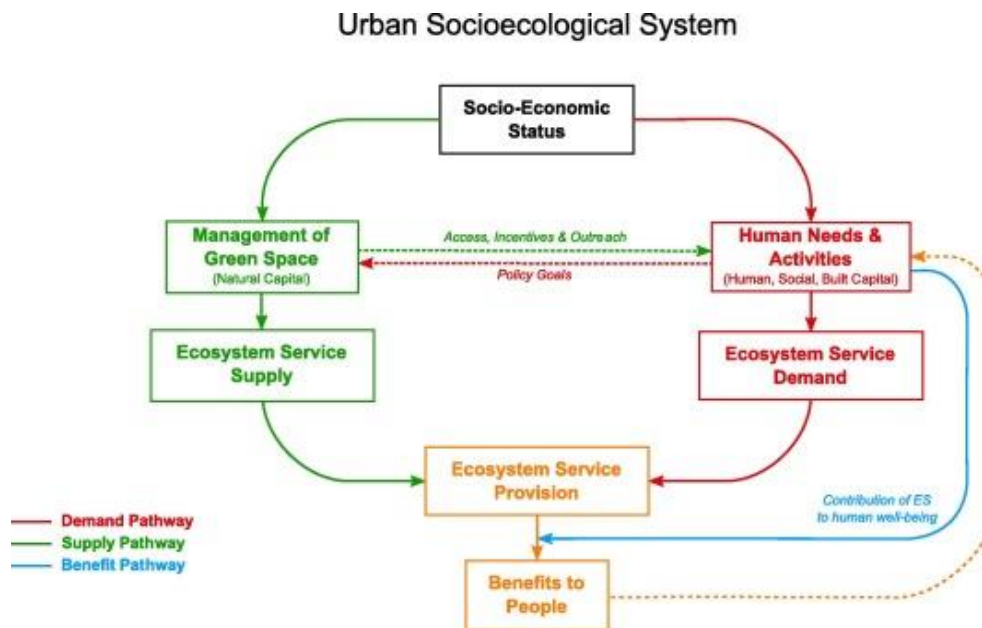 Urban Socioecological System
Socio-Economic
Status
Management of
Green Space
(Natural Capital)
Access, Incentives & Outreach
Policy Goals
Human Needs &
Activities
(Human, Social, Built Capital)
Ecosystem Service
Supply
Ecosystem Service
Demand
Ecosystem Service
Provision
Contribution of ES
to human well-being
Demand Pathway
Supply Pathway
Benefit Pathway
Benefits to
People